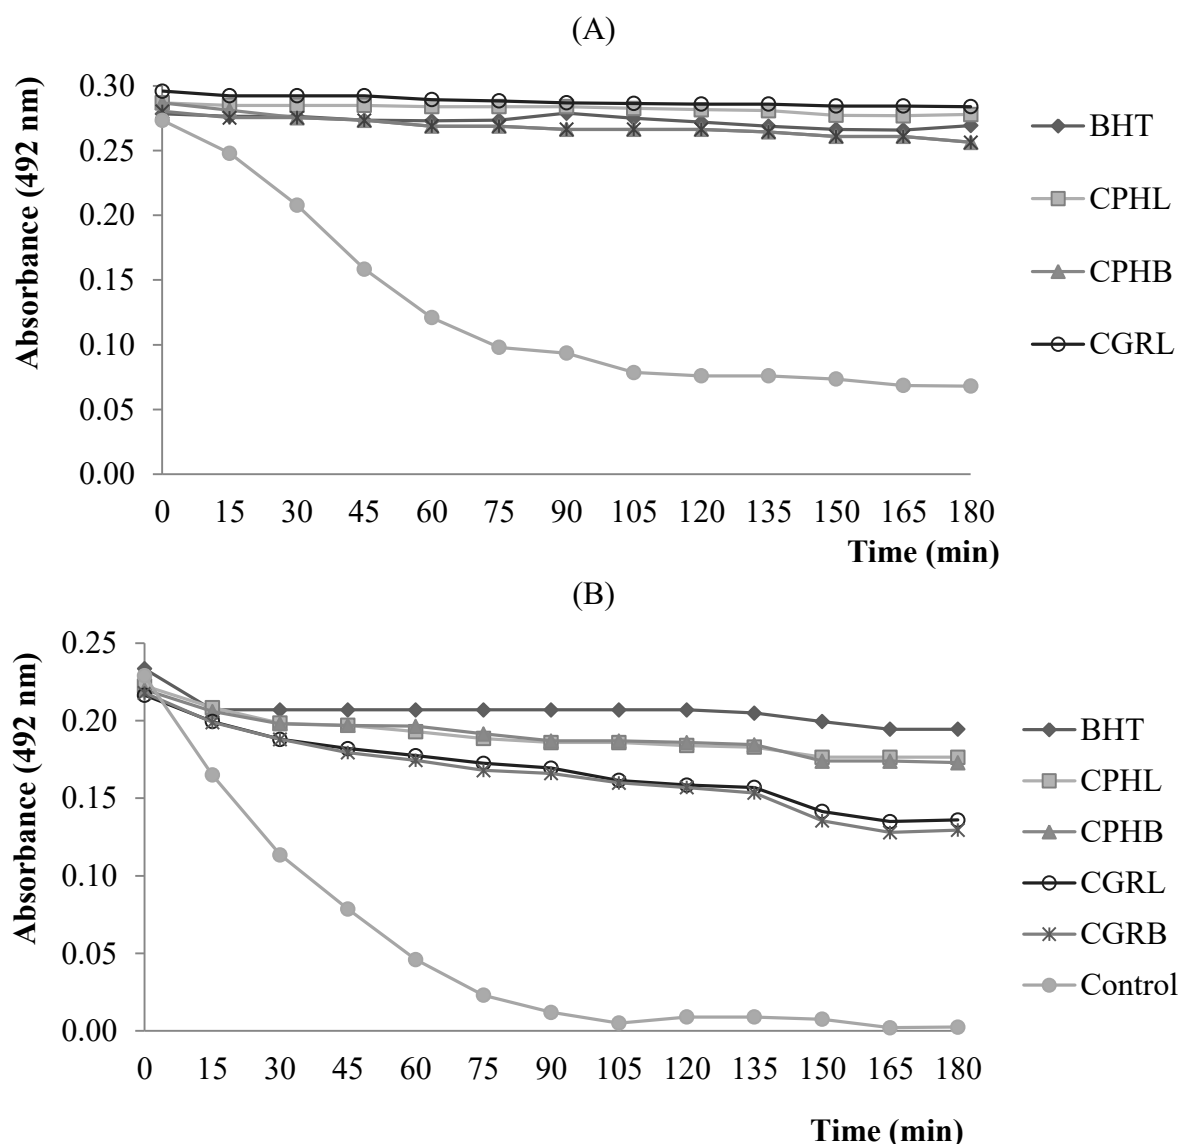 (A)
Absorbance (492 nm)
0.30
0.25
0.20
0.15
0.10
0.05
0.00
0 15 30 45 60 75 90 105 120 135 150 165 180
Time (min)
BHT
CPHL
CPHB
CGRL
(B)
Absorbance (492 nm)
0.25
0.20
0.15
0.10
0.05
0.00
0 15 30 45 60 75 90 105 120 135 150 165 180
Time (min)
BHT
CPHL
CPHB
CGRL
CGRB
Control